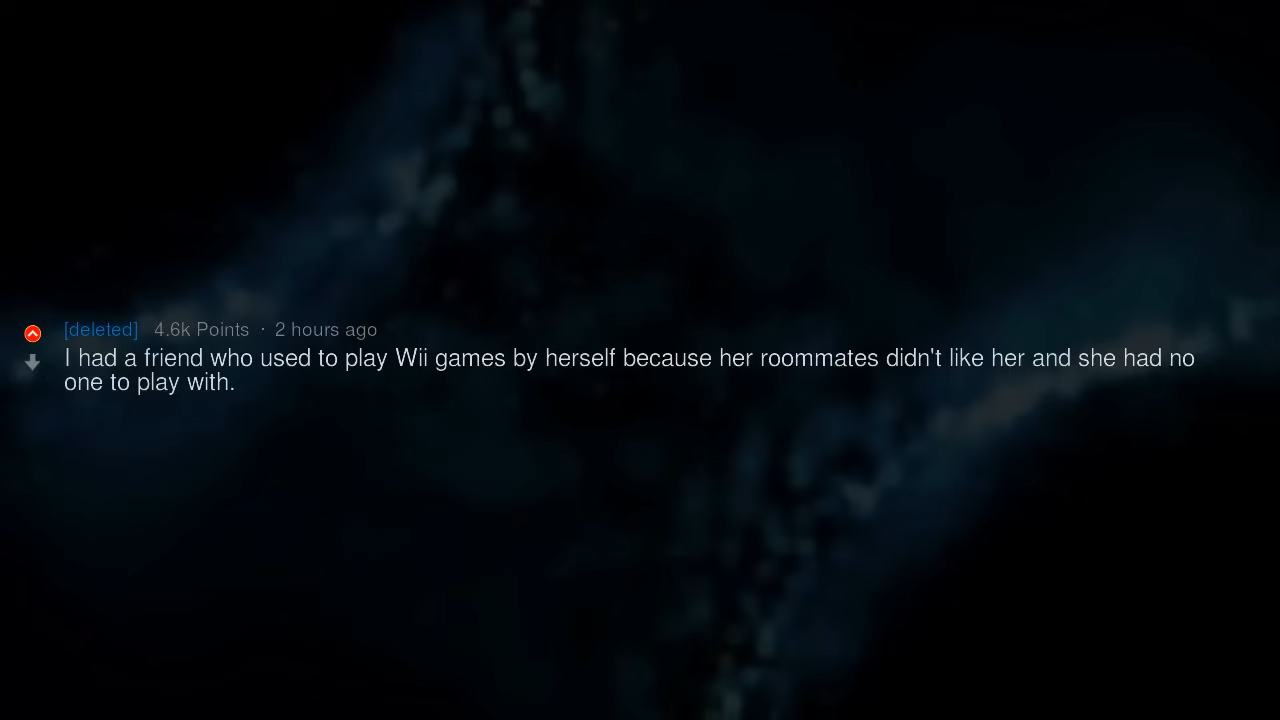 [deleted] 4.6k Points · 2 hours ago
I had a friend who used to play Wii games by herself because her roommates didn't like her and she had no
one to play with.